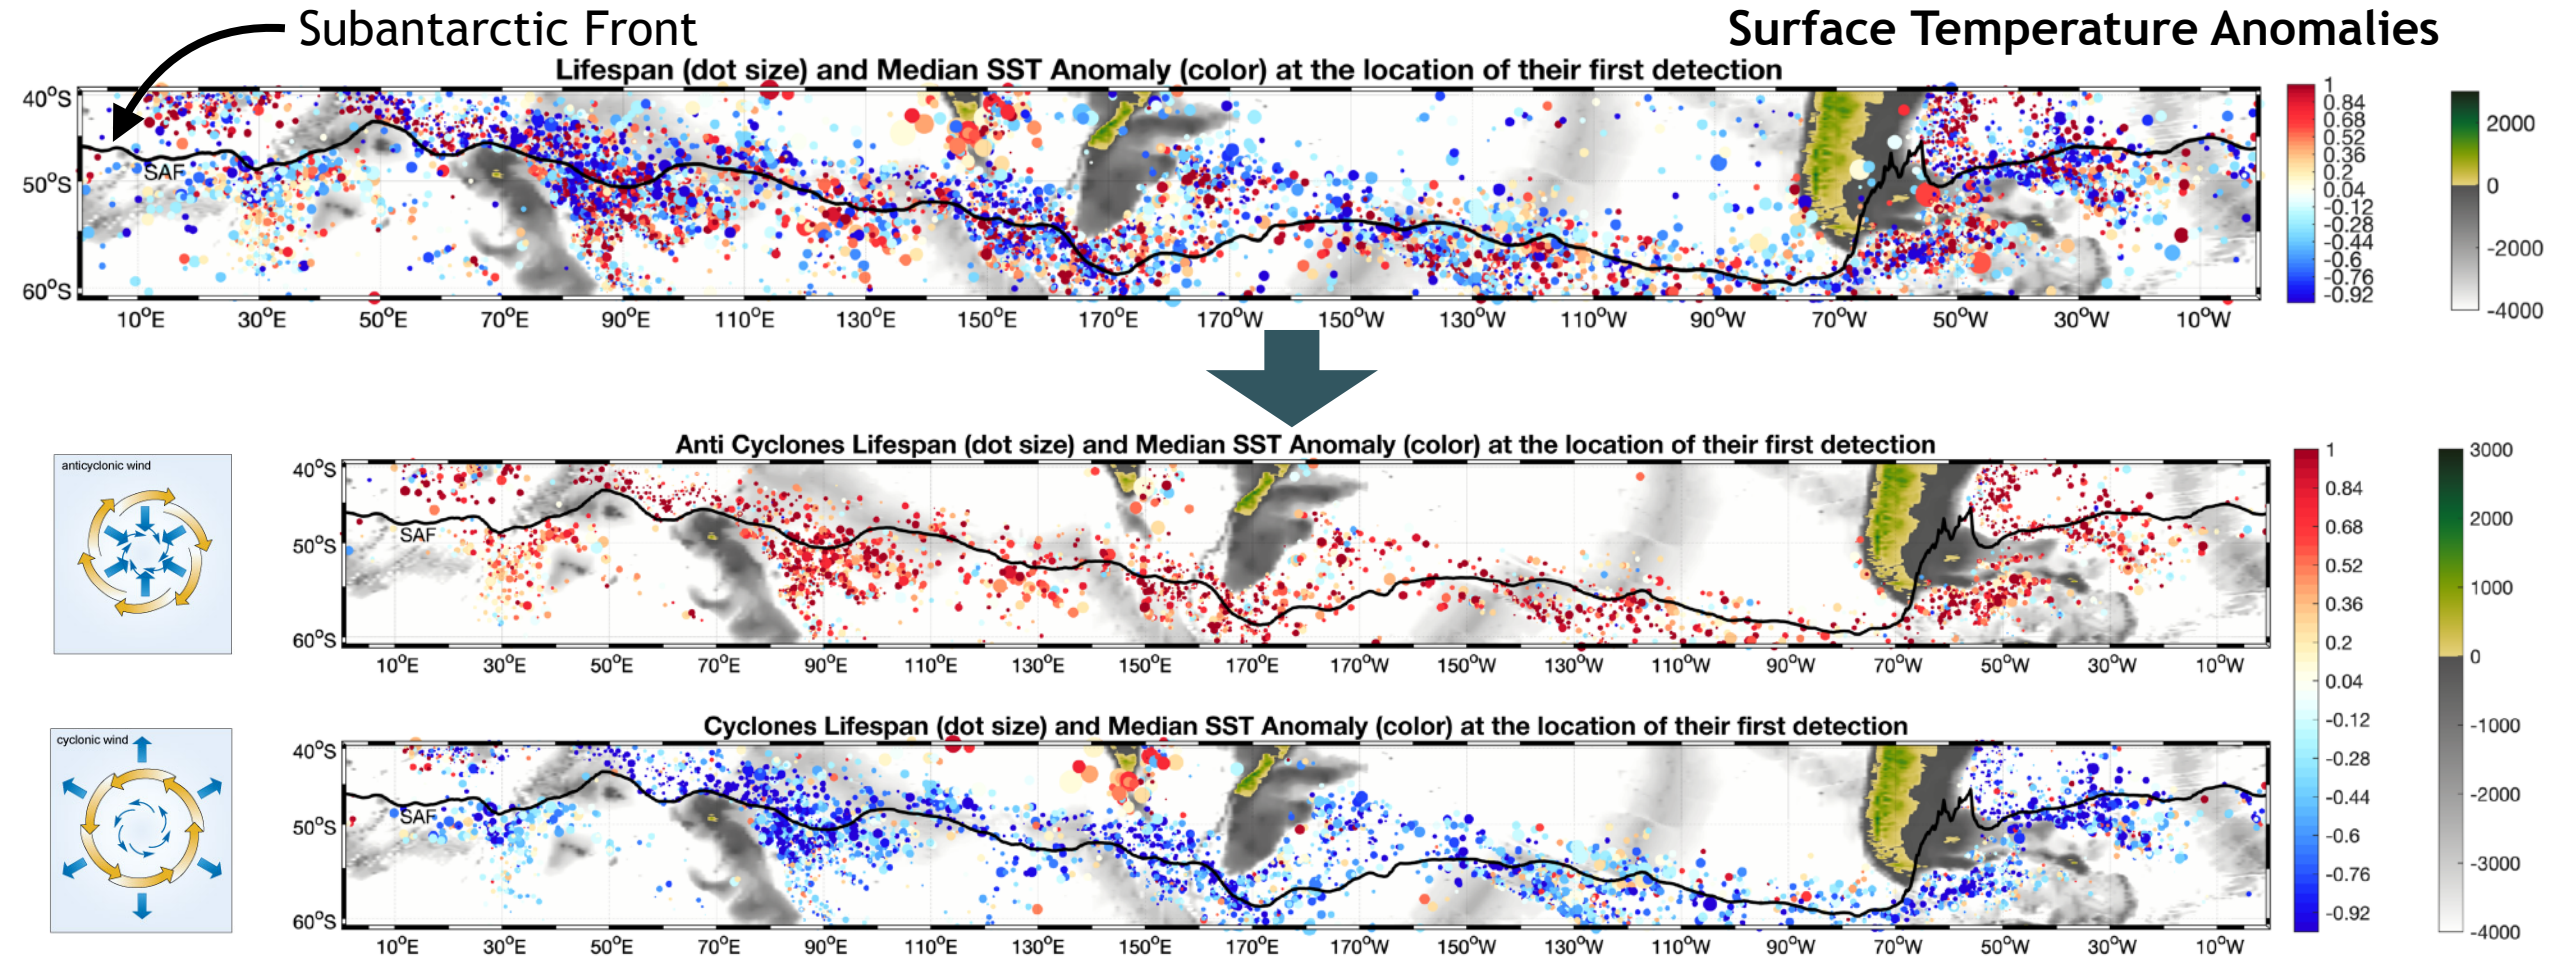 Subantarctic Front
Surface Temperature Anomalies
Lifespan (dot size) and Median SST Anomaly (color) at the location of their first detection
40°S
50°S
60°S
SAF
10°E 30°E 50°E 70°E 90°E 110°E 130°E 150°E 170°E 170°W 150°W 130°W 110°W 90°W 70°W 50°W 30°W 10°W
1
0.84
0.68
0.52
0.36
0.2
0.04
-0.12
-0.28
-0.44
-0.6
-0.76
-0.92
2000
0
-2000
-4000
Anti Cyclones Lifespan (dot size) and Median SST Anomaly (color) at the location of their first detection
anticyclonic wind
40°S
50°S
60°S
SAF
10°E 30°E 50°E 70°E 90°E 110°E 130°E 150°E 170°E 170°W 150°W 130°W 110°W 90°W 70°W 50°W 30°W 10°W
Cyclones Lifespan (dot size) and Median SST Anomaly (color) at the location of their first detection
cyclonic wind
40°S
50°S
60°S
SAF
10°E 30°E 50°E 70°E 90°E 110°E 130°E 150°E 170°E 170°W 150°W 130°W 110°W 90°W 70°W 50°W 30°W 10°W
1
0.84
0.68
0.52
0.36
0.2
0.04
-0.12
-0.28
-0.44
-0.6
-0.76
-0.92
3000
2000
1000
0
-1000
-2000
-3000
-4000